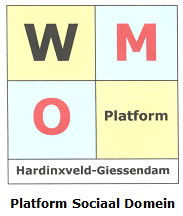 W M
O Platform
Hardinxveld-Giessendam
Platform Sociaal Domein